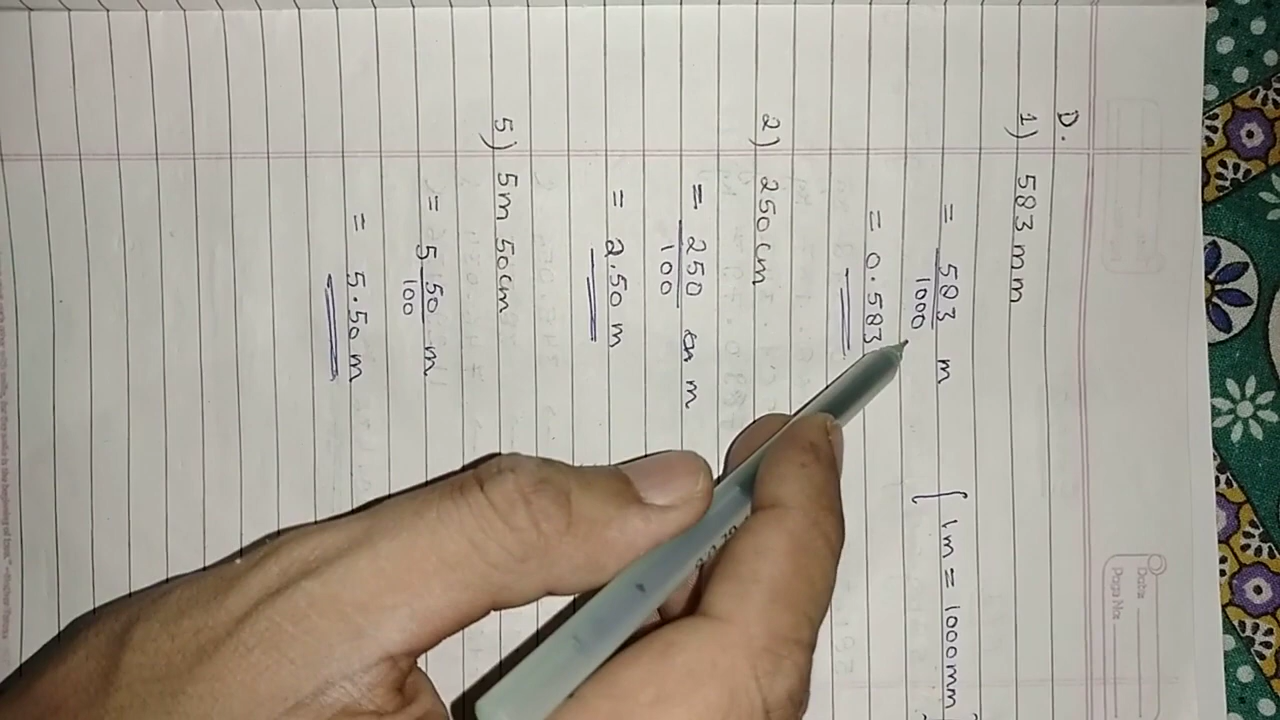 Date
Page No:
D.
1) 583 mm
= 583/1000 m { 1m = 1000mm }
= 0.583
2) 250 cm
= 250/100 m
= 2.50 m
5) 5m 50cm
= 5 50/100 m
= 5.50 m